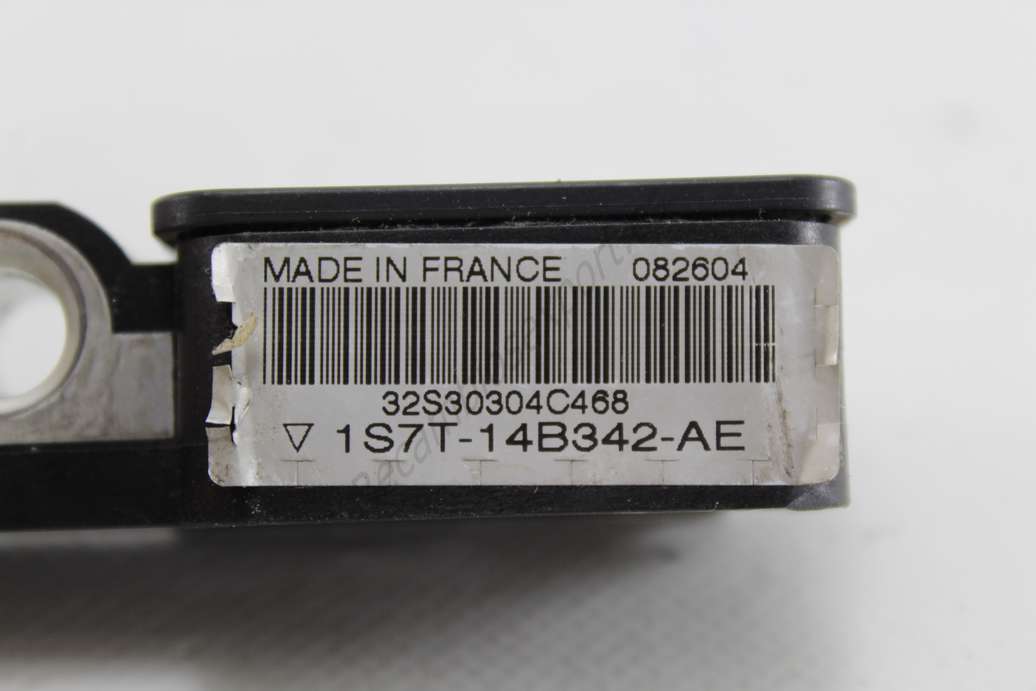 MADE IN FRANCE 082604
32S30304C468
▽ 1S7T-14B342-AE